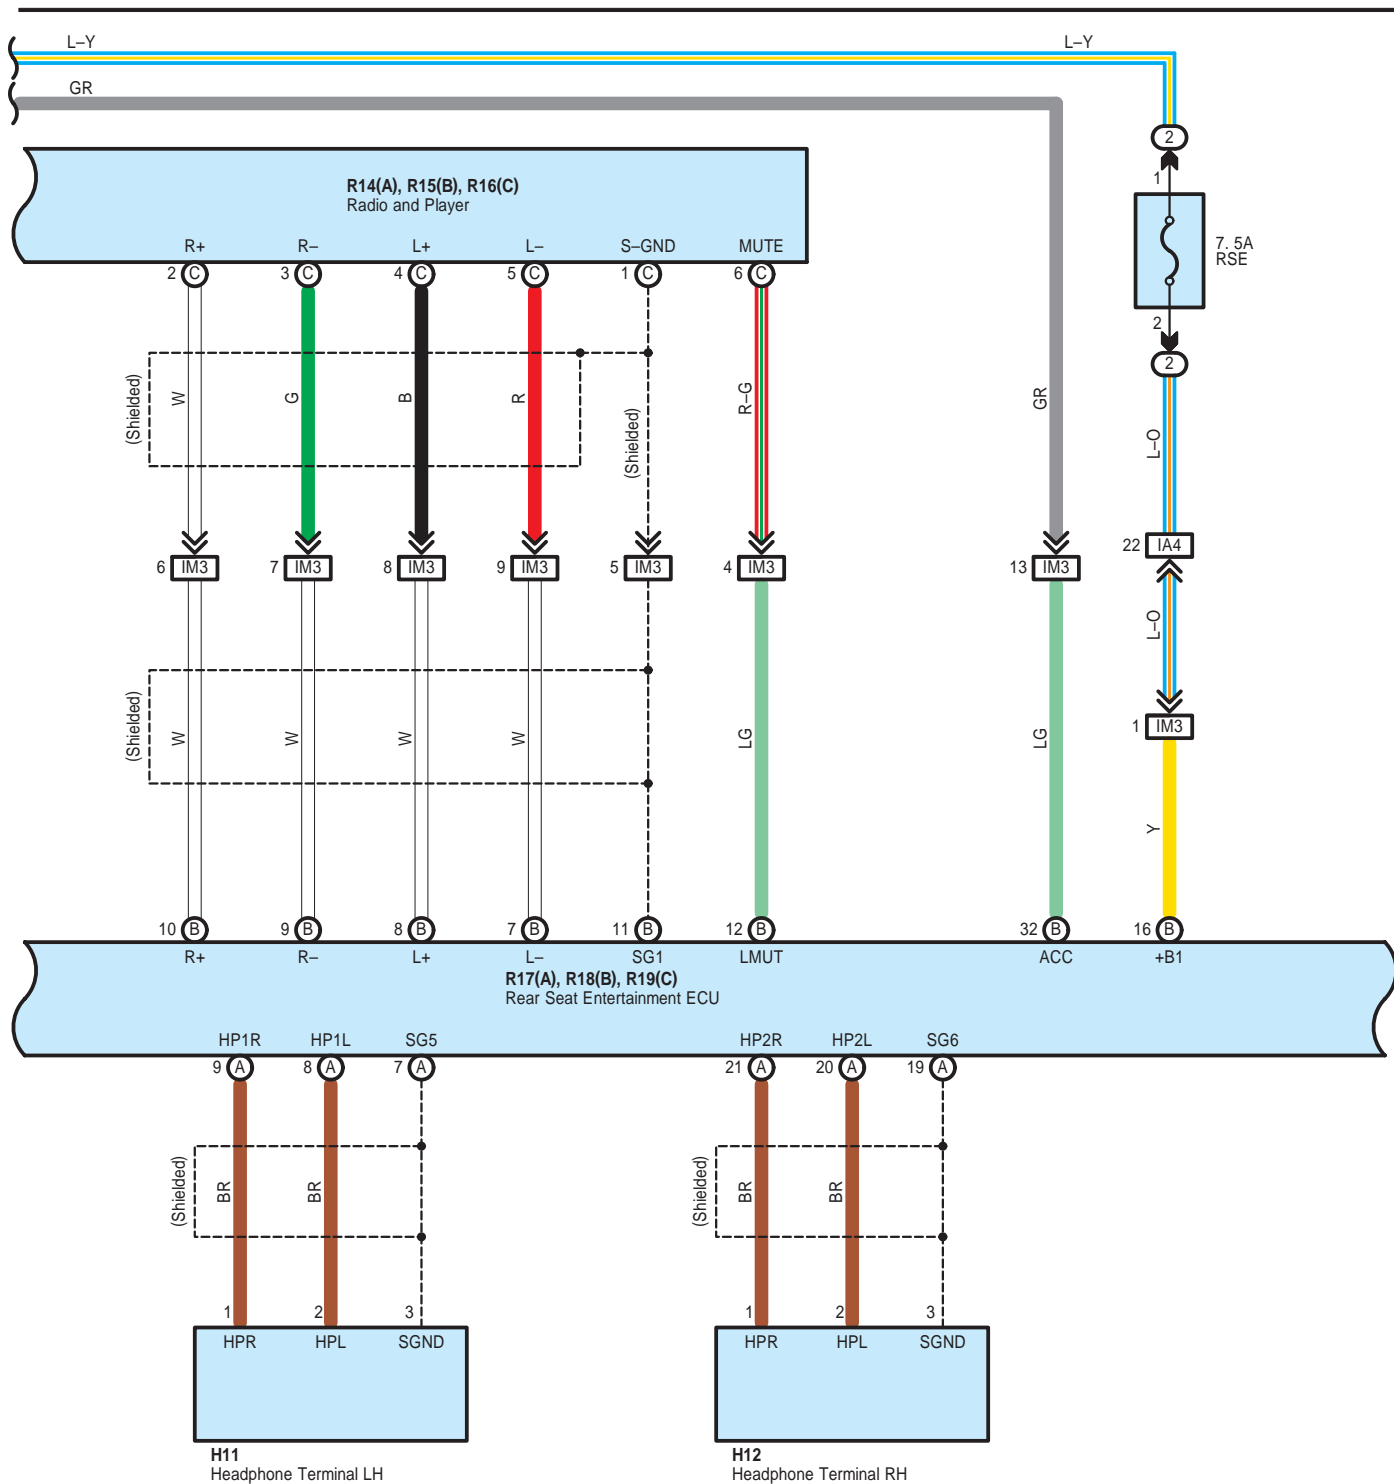 L–Y L–Y
GR
2
1
R14(A), R15(B), R16(C)
Radio and Player
R+ R– L+ L– S–GND MUTE
2 C 3 C 4 C 5 C 1 C 6 C
7. 5A
RSE
2
2
(Shielded) W G B R (Shielded) R–G GR L–O
22 IA4
6 IM3 7 IM3 8 IM3 9 IM3 5 IM3 4 IM3 13 IM3
L–O
(Shielded) W W W W LG LG
1 IM3
Y
10 B 9 B 8 B 7 B 11 B 12 B 32 B 16 B
R+ R– L+ L– SG1 LMUT ACC +B1
R17(A), R18(B), R19(C)
Rear Seat Entertainment ECU
HP1R HP1L SG5 HP2R HP2L SG6
9 A 8 A 7 A 21 A 20 A 19 A
(Shielded) BR BR (Shielded) BR BR
1 2 3 1 2 3
HPR HPL SGND HPR HPL SGND
H11 H12
Headphone Terminal LH Headphone Terminal RH